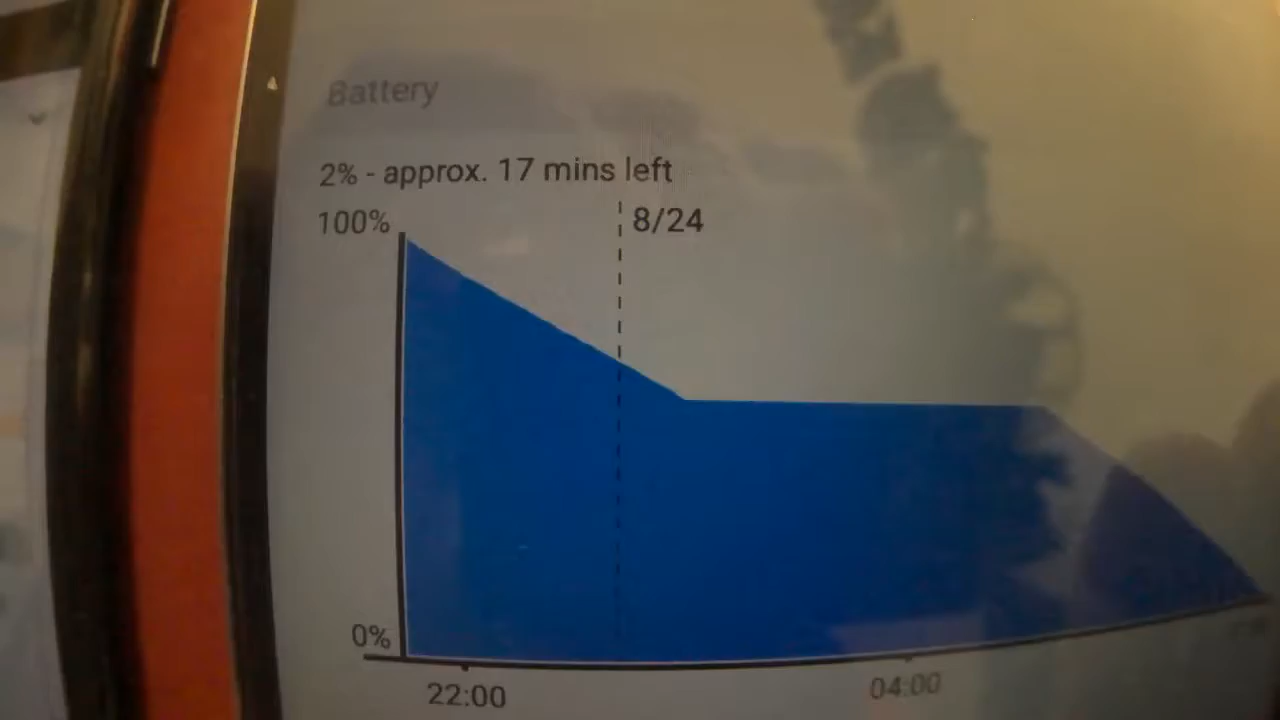 Battery
2% - approx. 17 mins left
100%
8/24
0%
22:00
04:00